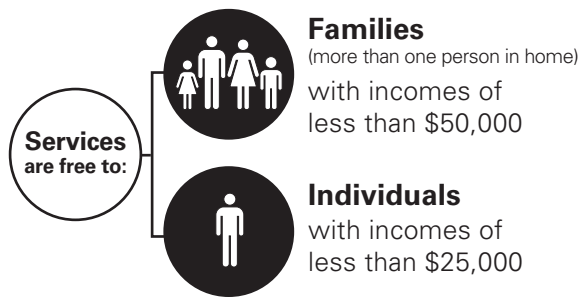 Services
are free to:
Families
(more than one person in home)
with incomes of
less than $50,000
Individuals
with incomes of
less than $25,000